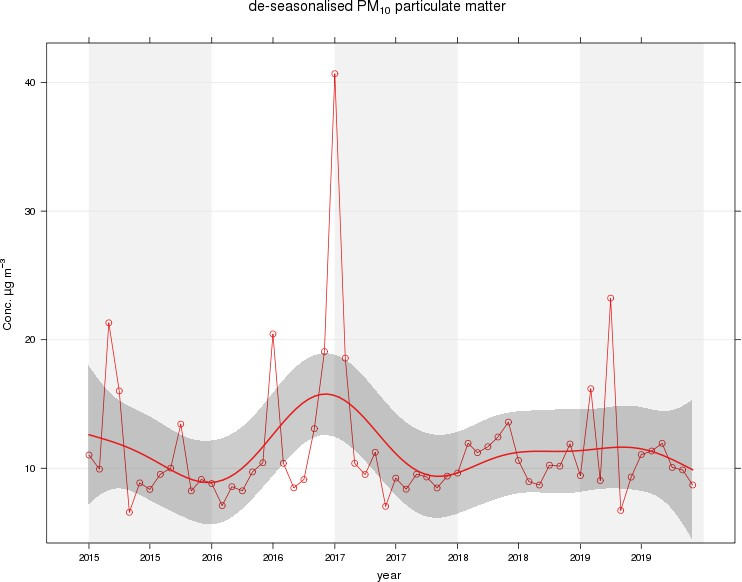 de-seasonalised PM₁₀ particulate matter
Conc. µg m⁻³
40
30
20
10
2015 2015 2016 2016 2017 2017 2018 2018 2019 2019
year